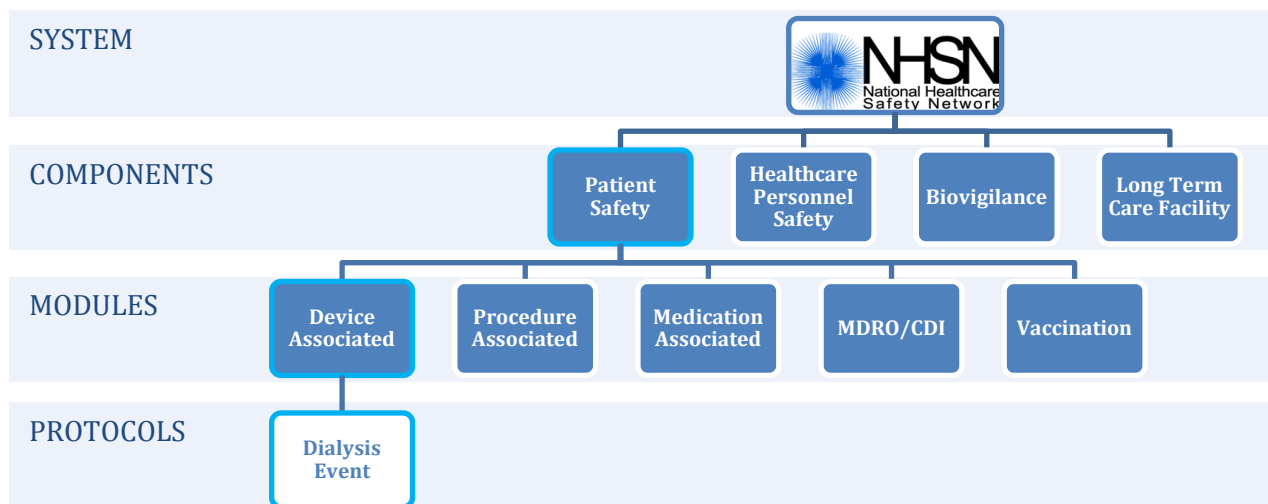 SYSTEM
NHSN
National Healthcare
Safety Network
COMPONENTS
Patient
Safety
Healthcare
Personnel
Safety
Biovigilance
Long Term
Care Facility
MODULES
Device
Associated
Procedure
Associated
Medication
Associated
MDRO/CDI
Vaccination
PROTOCOLS
Dialysis
Event